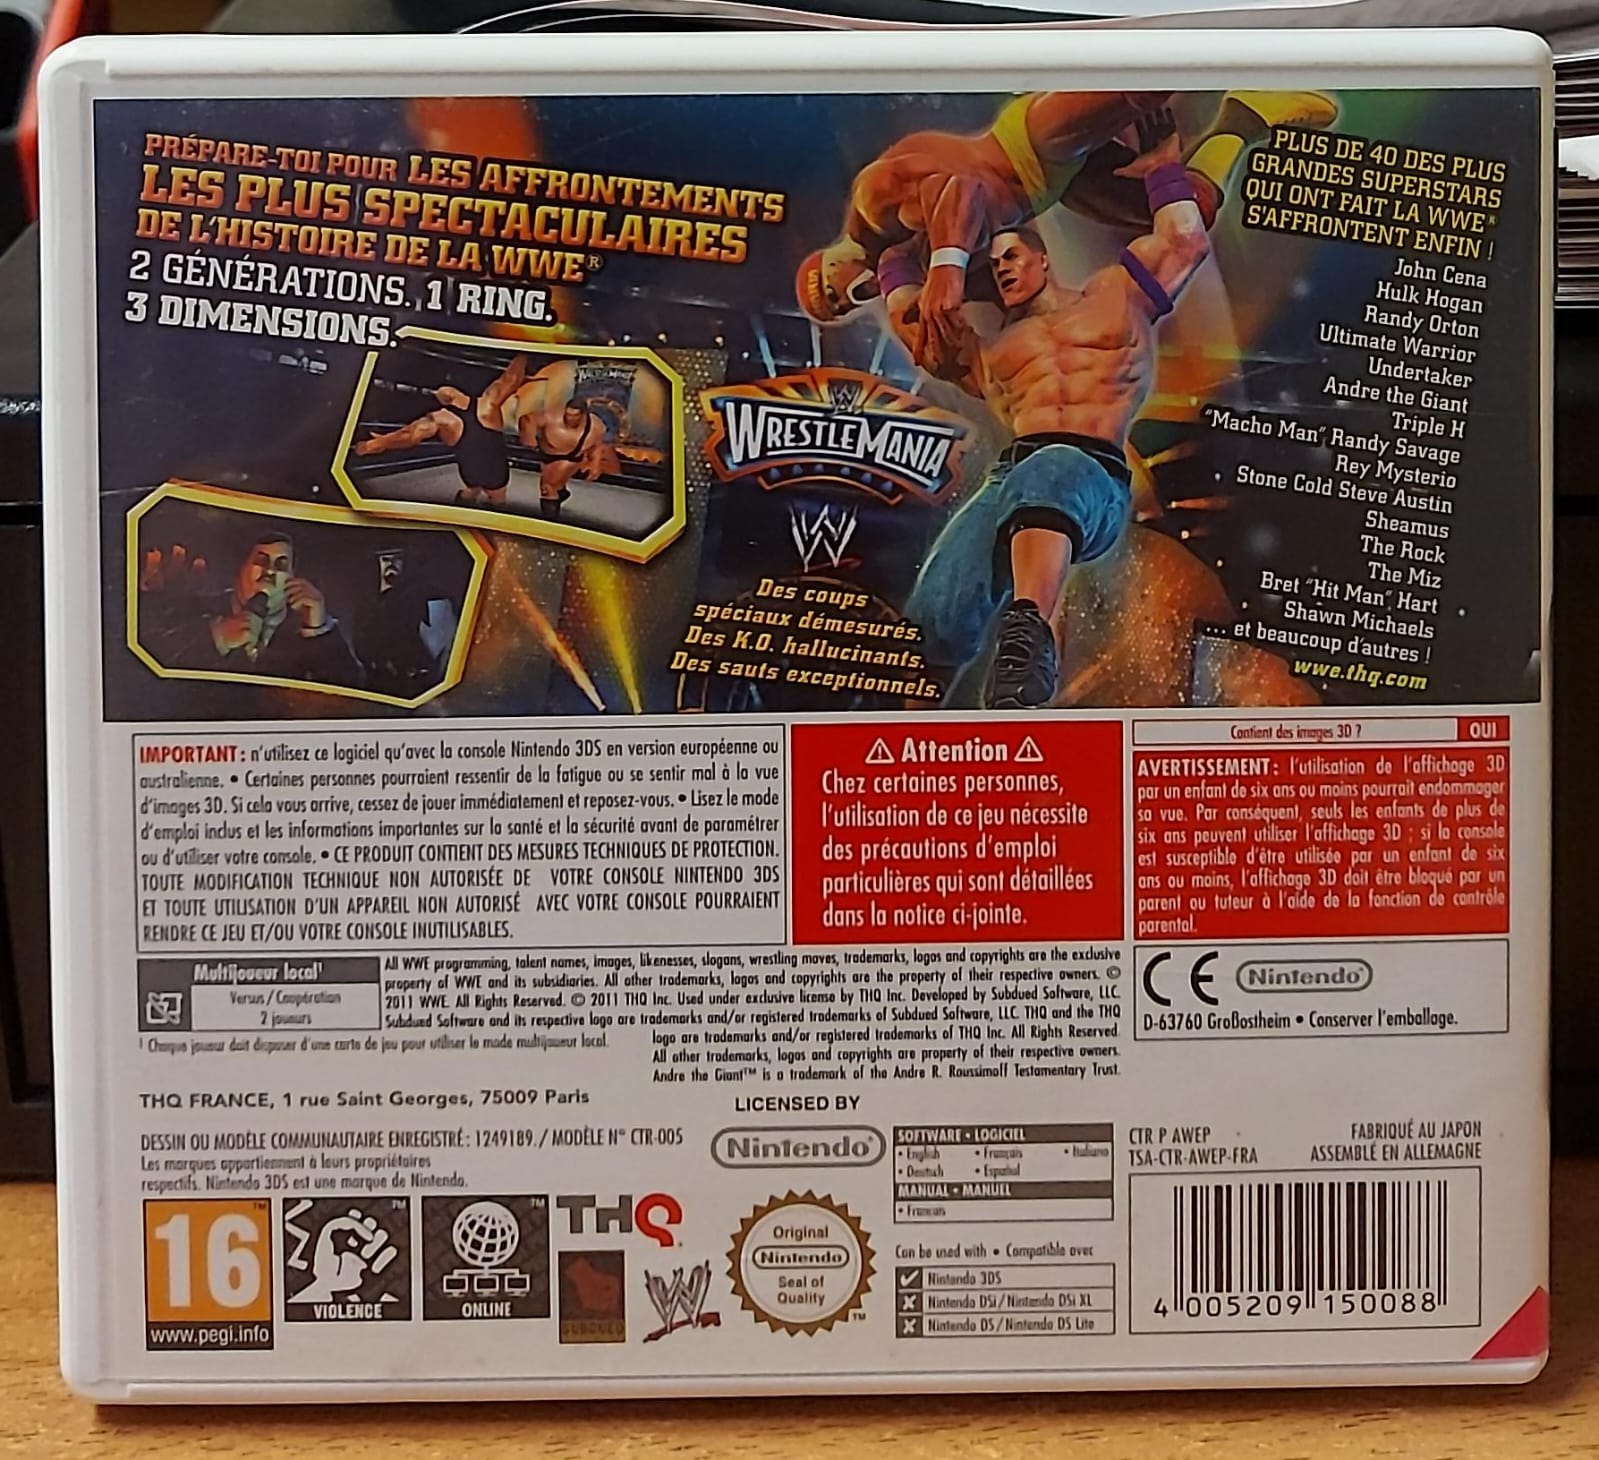 PRÉPARE-TOI POUR LES AFFRONTEMENTS
LES PLUS SPECTACULAIRES
DE L'HISTOIRE DE LA WWE®
2 GÉNÉRATIONS. 1 RING.
3 DIMENSIONS.
WRESTLEMANIA
Des coups
spéciaux démesurés.
Des K.O. hallucinants.
Des sauts exceptionnels.
PLUS DE 40 DES PLUS
GRANDES SUPERSTARS
QUI ONT FAIT LA WWE®
S'AFFRONTENT ENFIN !
John Cena
Hulk Hogan
Randy Orton
Ultimate Warrior
Undertaker
Andre the Giant
Triple H
"Macho Man" Randy Savage
Rey Mysterio
Stone Cold Steve Austin
Sheamus
The Rock
The Miz
Bret "Hit Man" Hart
Shawn Michaels
... et beaucoup d'autres !
wwe.thq.com
IMPORTANT : n'utilisez ce logiciel qu'avec la console Nintendo 3DS en version européenne ou
australienne. • Certaines personnes pourraient ressentir de la fatigue ou se sentir mal à la vue
d'images 3D. Si cela vous arrive, cessez de jouer immédiatement et reposez-vous. • Lisez le mode
d'emploi inclus et les informations importantes sur la santé et la sécurité avant de paramétrer
ou d'utiliser votre console. • CE PRODUIT CONTIENT DES MESURES TECHNIQUES DE PROTECTION.
TOUTE MODIFICATION TECHNIQUE NON AUTORISÉE DE VOTRE CONSOLE NINTENDO 3DS
ET TOUTE UTILISATION D'UN APPAREIL NON AUTORISÉ AVEC VOTRE CONSOLE POURRAIENT
RENDRE CE JEU ET/OU VOTRE CONSOLE INUTILISABLES.
⚠ Attention ⚠
Chez certaines personnes,
l'utilisation de ce jeu nécessite
des précautions d'emploi
particulières qui sont détaillées
dans la notice ci-jointe.
Contient des images 3D ? OUI
AVERTISSEMENT : l'utilisation de l'affichage 3D
par un enfant de six ans ou moins pourrait endommager
sa vue. Par conséquent, seuls les enfants de plus de
six ans peuvent utiliser l'affichage 3D ; si la console
est susceptible d'être utilisée par un enfant de six
ans ou moins, l'affichage 3D doit être bloqué par un
parent ou tuteur à l'aide de la fonction de contrôle
parental.
Multijoueur local¹
Versus / Coopération
2 joueurs
¹ Chaque joueur doit disposer d'une carte de jeu pour utiliser le mode multijoueur local.
All WWE programming, talent names, images, likenesses, slogans, wrestling moves, trademarks, logos and copyrights are the exclusive
property of WWE and its subsidiaries. All other trademarks, logos and copyrights are the property of their respective owners. ©
2011 WWE. All Rights Reserved. © 2011 THQ Inc. Used under exclusive license by THQ Inc. Developed by Subdued Software, LLC.
Subdued Software and its respective logo are trademarks and/or registered trademarks of Subdued Software, LLC. THQ and the THQ
logo are trademarks and/or registered trademarks of THQ Inc. All Rights Reserved.
All other trademarks, logos and copyrights are property of their respective owners.
Andre the Giant™ is a trademark of the Andre R. Roussimoff Testamentary Trust.
CE Nintendo®
D-63760 Großostheim • Conserver l'emballage.
THQ FRANCE, 1 rue Saint Georges, 75009 Paris
DESSIN OU MODÈLE COMMUNAUTAIRE ENREGISTRÉ : 1249189. / MODÈLE N° CTR-005
Les marques appartiennent à leurs propriétaires
respectifs. Nintendo 3DS est une marque de Nintendo.
LICENSED BY
Nintendo®
SOFTWARE • LOGICIEL
• English • Français • Italiano
• Deutsch • Español
MANUAL • MANUEL
• Français
Can be used with • Compatible avec
Nintendo 3DS
Nintendo DSi / Nintendo DSi XL
Nintendo DS / Nintendo DS Lite
CTR P AWEP
TSA-CTR-AWEP-FRA
FABRIQUÉ AU JAPON
ASSEMBLÉ EN ALLEMAGNE
4 005209 150088
16
www.pegi.info
VIOLENCE
ONLINE
THQ
SUBDUED
Original
Nintendo
Seal of
Quality